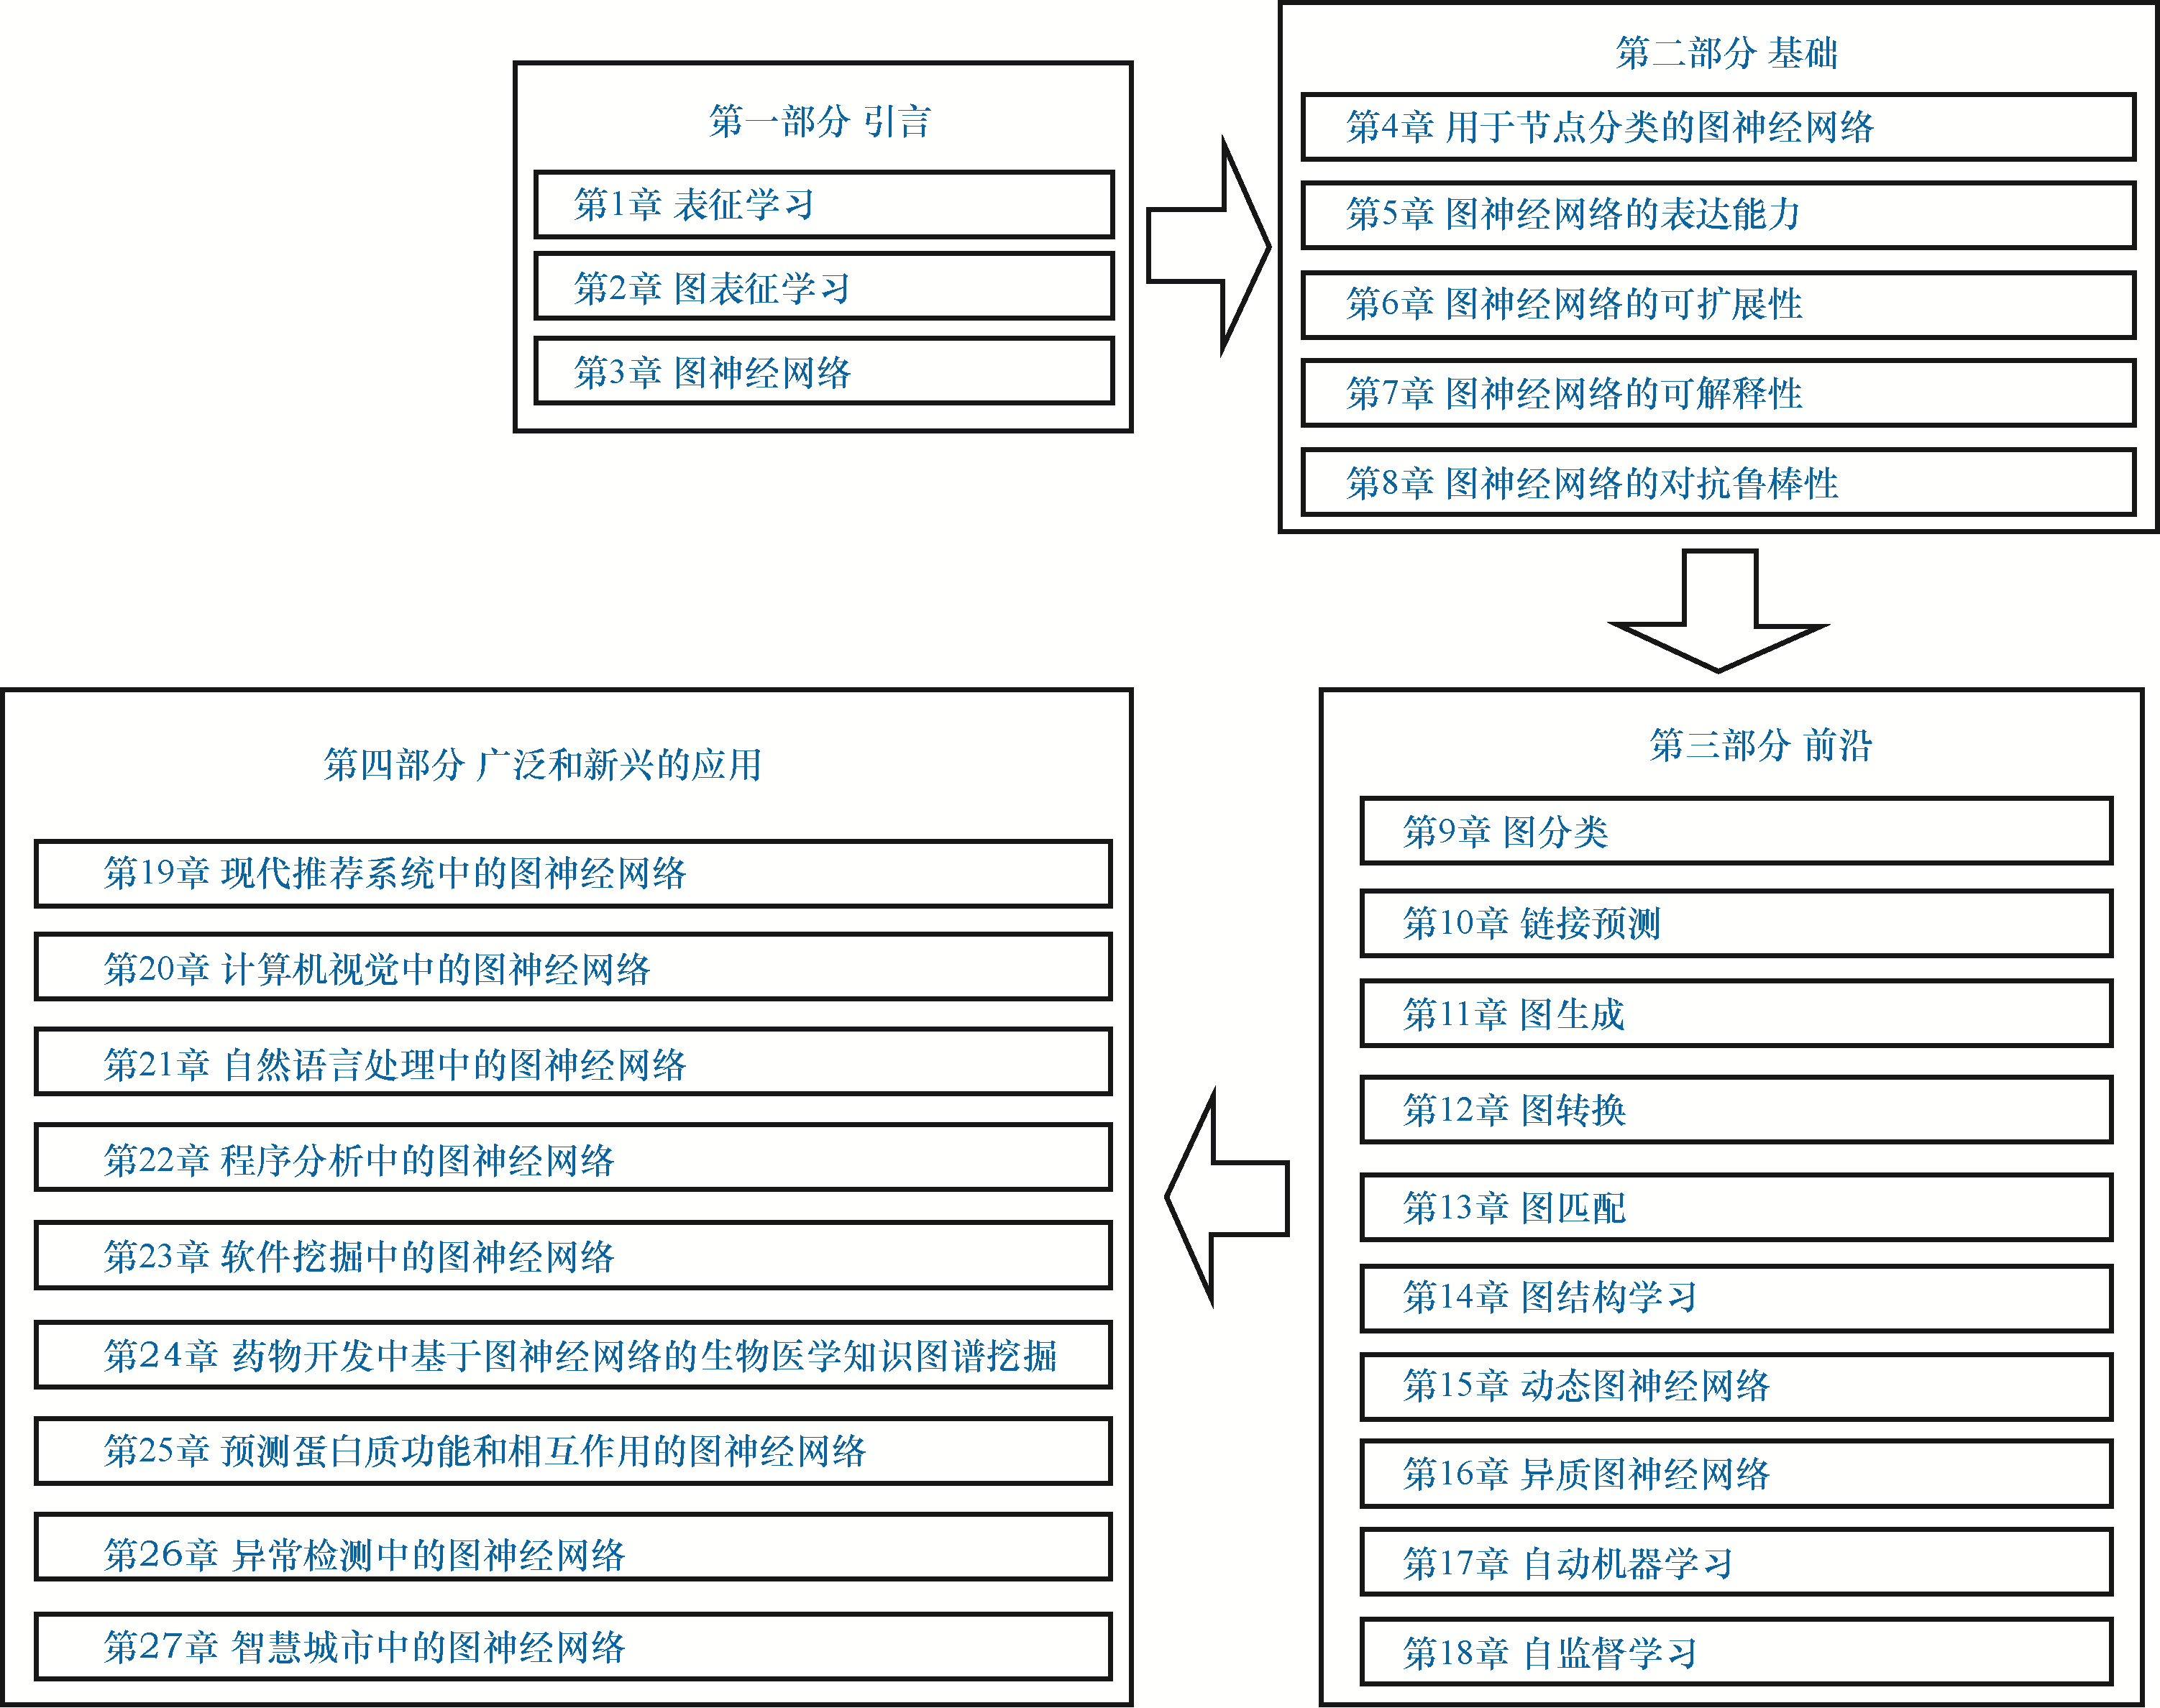 第一部分 引言
第1章 表征学习
第2章 图表征学习
第3章 图神经网络
第二部分 基础
第4章 用于节点分类的图神经网络
第5章 图神经网络的表达能力
第6章 图神经网络的可扩展性
第7章 图神经网络的可解释性
第8章 图神经网络的对抗鲁棒性
第三部分 前沿
第9章 图分类
第10章 链接预测
第11章 图生成
第12章 图转换
第13章 图匹配
第14章 图结构学习
第15章 动态图神经网络
第16章 异质图神经网络
第17章 自动机器学习
第18章 自监督学习
第四部分 广泛和新兴的应用
第19章 现代推荐系统中的图神经网络
第20章 计算机视觉中的图神经网络
第21章 自然语言处理中的图神经网络
第22章 程序分析中的图神经网络
第23章 软件挖掘中的图神经网络
第24章 药物开发中基于图神经网络的生物医学知识图谱挖掘
第25章 预测蛋白质功能和相互作用的图神经网络
第26章 异常检测中的图神经网络
第27章 智慧城市中的图神经网络